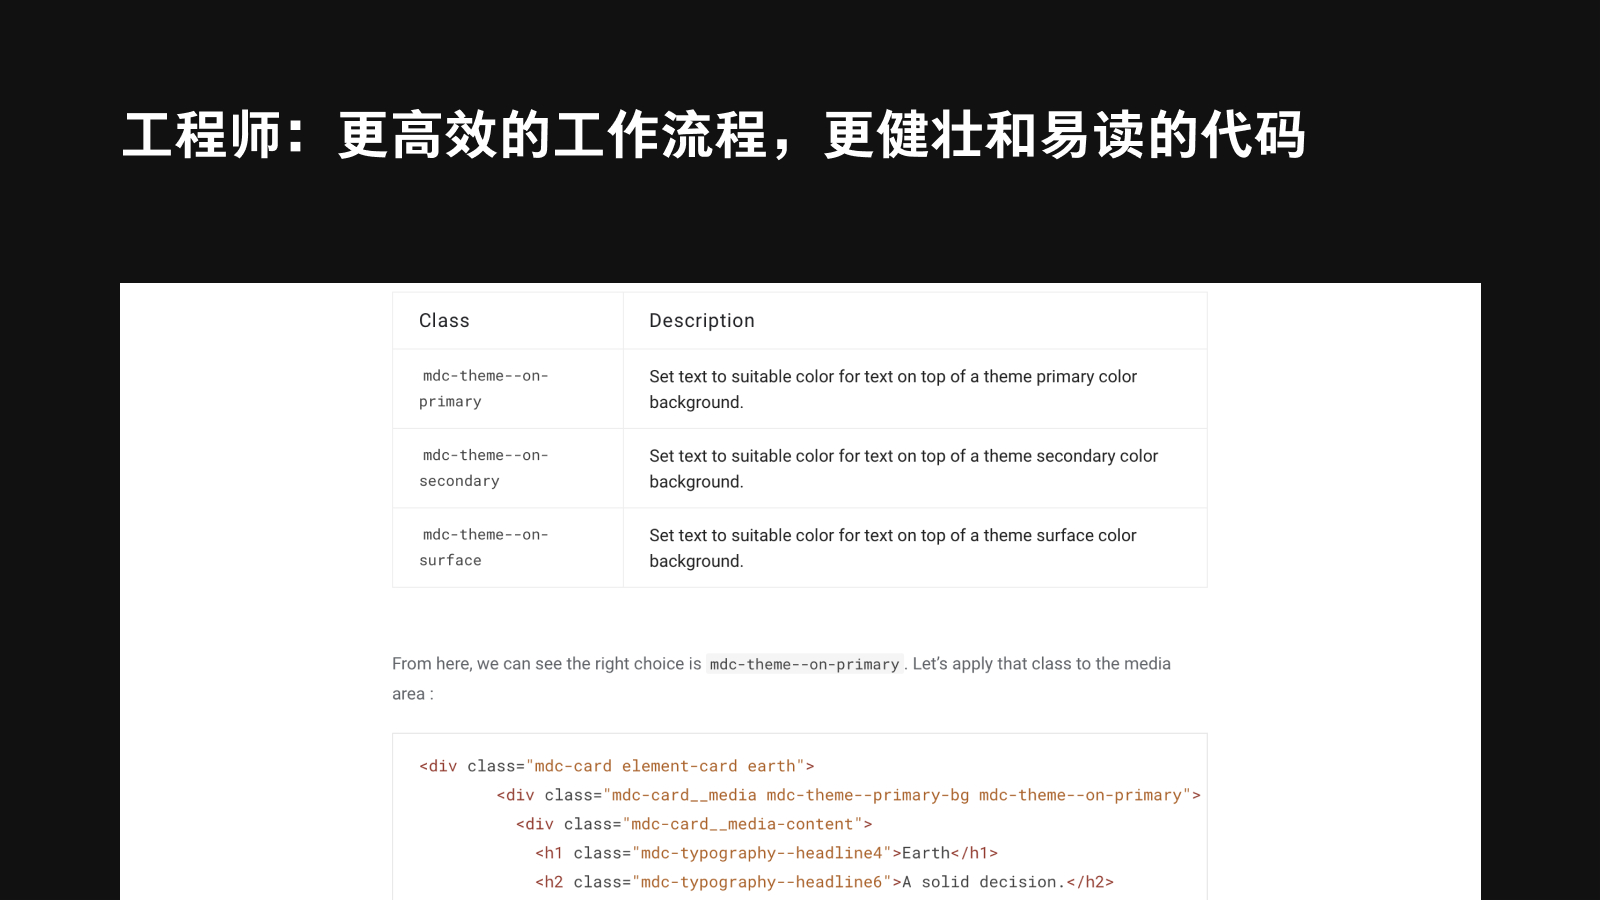 工程师：更高效的工作流程，更健壮和易读的代码
Class
Description
mdc-theme--on-
primary
Set text to suitable color for text on top of a theme primary color
background.
mdc-theme--on-
secondary
Set text to suitable color for text on top of a theme secondary color
background.
mdc-theme--on-
surface
Set text to suitable color for text on top of a theme surface color
background.
From here, we can see the right choice is mdc-theme--on-primary. Let’s apply that class to the media
area :
<div class="mdc-card element-card earth">
<div class="mdc-card__media mdc-theme--primary-bg mdc-theme--on-primary">
<div class="mdc-card__media-content">
<h1 class="mdc-typography--headline4">Earth</h1>
<h2 class="mdc-typography--headline6">A solid decision.</h2>